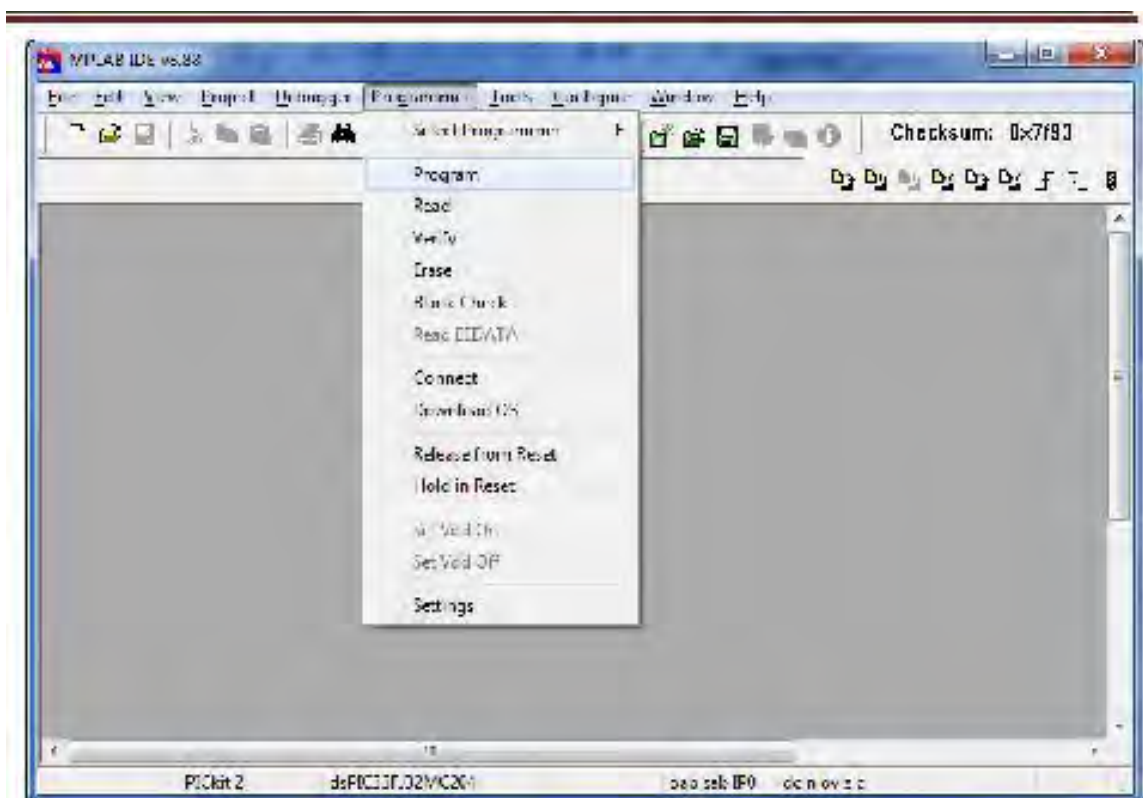 MPLAB IDE v8.88
File Edit View Project Debugger Programmer Tools Configure Window Help
Select Programmer
Checksum: 0x7f93
Program
Read
Verify
Erase
Blank Check
Read EEDATA
Connect
Download OS
Release from Reset
Hold in Reset
Set Vdd On
Set Vdd Off
Settings
PICkit 2